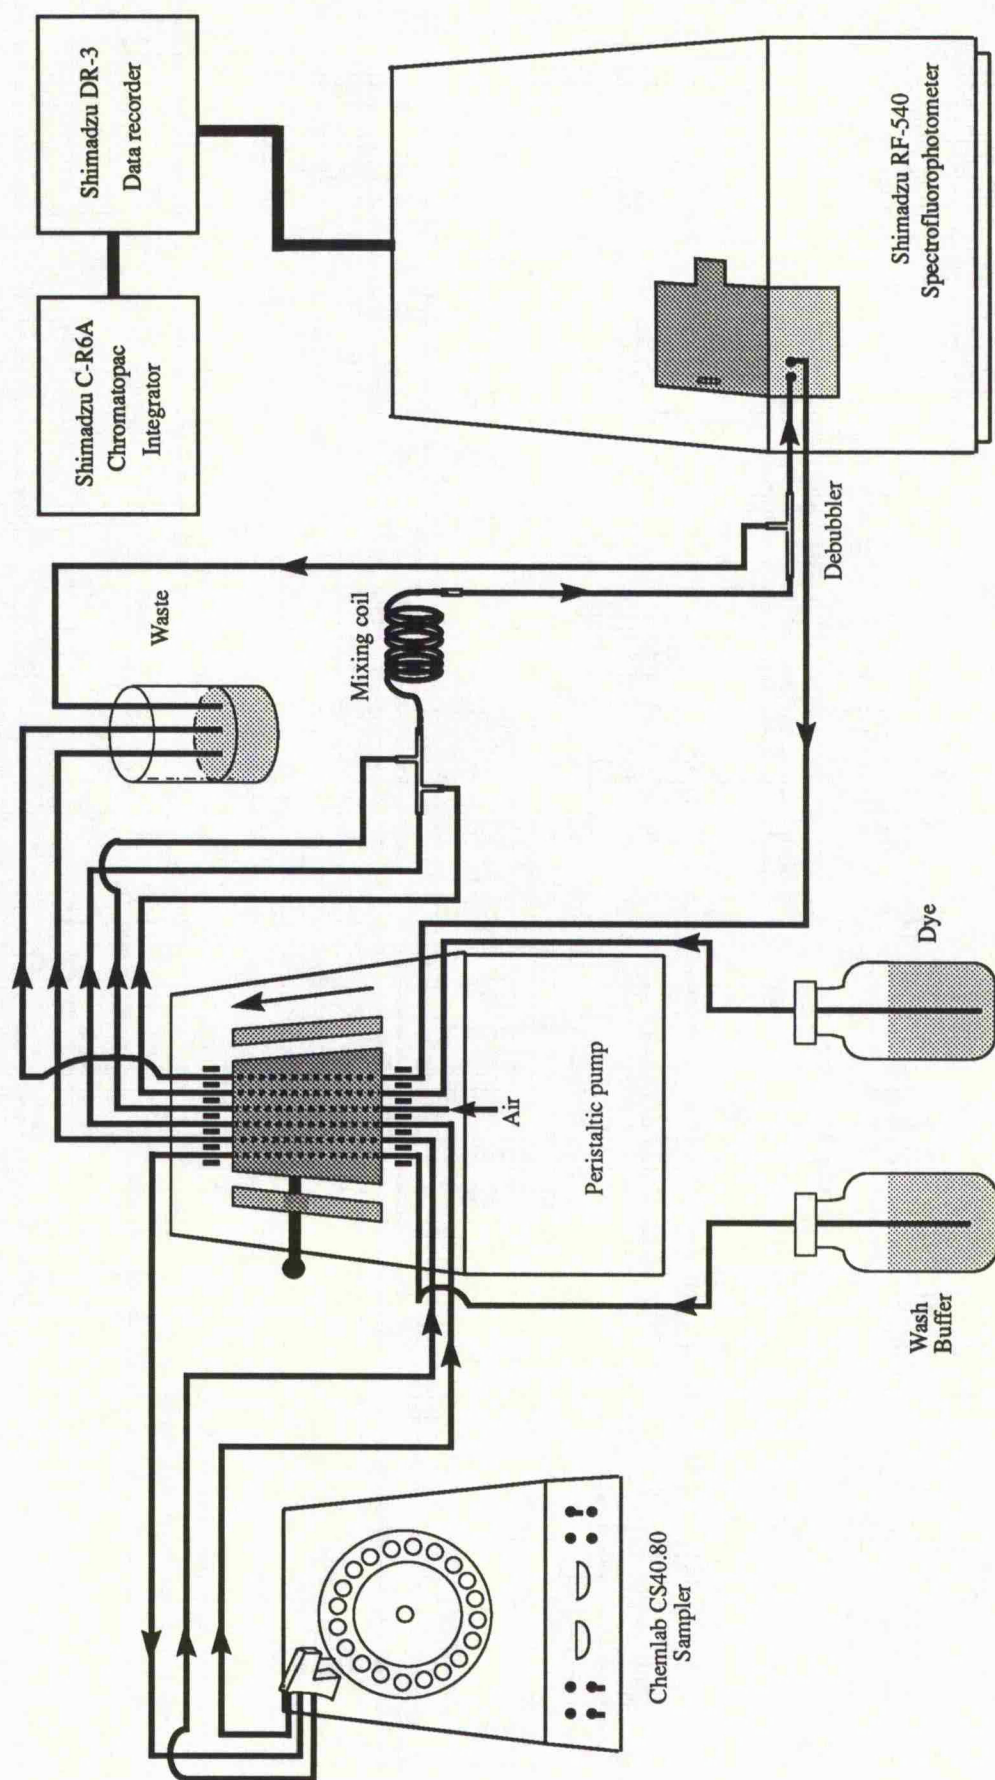 Shimadzu C-R6A
Chromatopac
Integrator
Shimadzu DR-3
Data recorder
Waste
Mixing coil
Debubbler
Shimadzu RF-540
Spectrofluorophotometer
Air
Peristaltic pump
Chemlab CS40.80
Sampler
Wash
Buffer
Dye